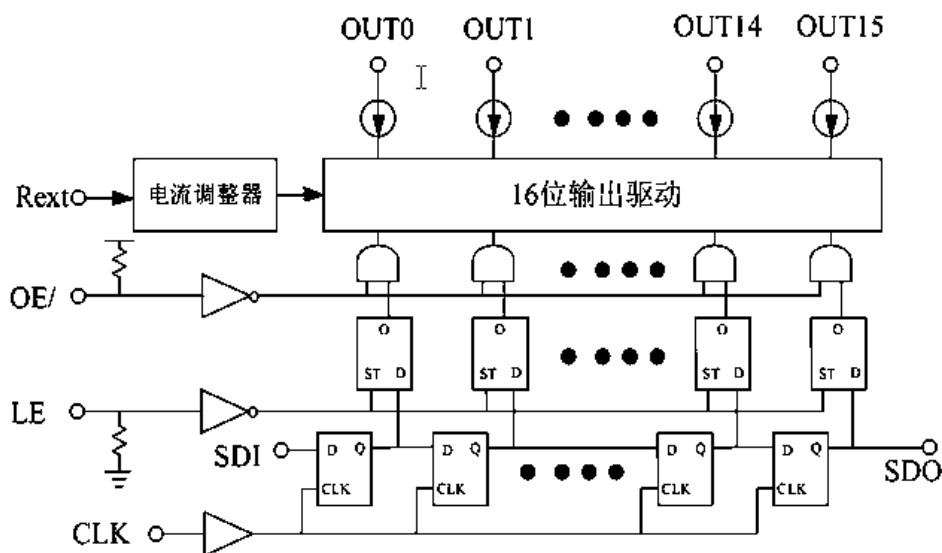 OUT0 OUT1 OUT14 OUT15
Rext 电流调整器 16位输出驱动
OE/
O O O O
ST D ST D ST D ST D
LE
SDI D Q D Q D Q D Q SDO
CLK CLK CLK CLK
CLK